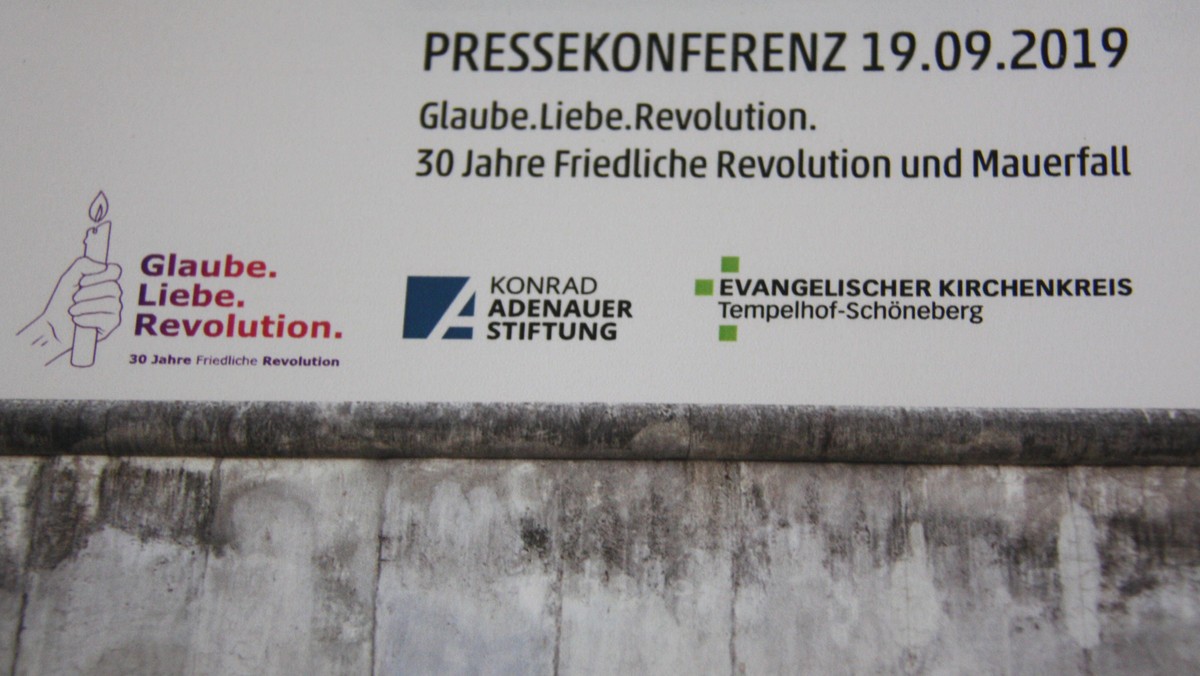 PRESSEKONFERENZ 19.09.2019
Glaube.Liebe.Revolution.
30 Jahre Friedliche Revolution und Mauerfall
Glaube.
Liebe.
Revolution.
30 Jahre Friedliche Revolution
KONRAD
ADENAUER
STIFTUNG
EVANGELISCHER KIRCHENKREIS
Tempelhof-Schöneberg